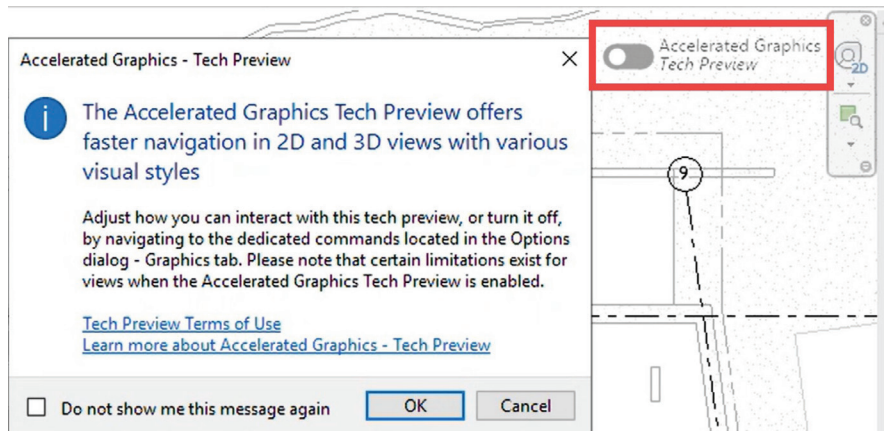 Accelerated Graphics - Tech Preview
The Accelerated Graphics Tech Preview offers
faster navigation in 2D and 3D views with various
visual styles
Adjust how you can interact with this tech preview, or turn it off,
by navigating to the dedicated commands located in the Options
dialog - Graphics tab. Please note that certain limitations exist for
views when the Accelerated Graphics Tech Preview is enabled.
Tech Preview Terms of Use
Learn more about Accelerated Graphics - Tech Preview
Do not show me this message again
OK
Cancel
Accelerated Graphics
Tech Preview
2D
9